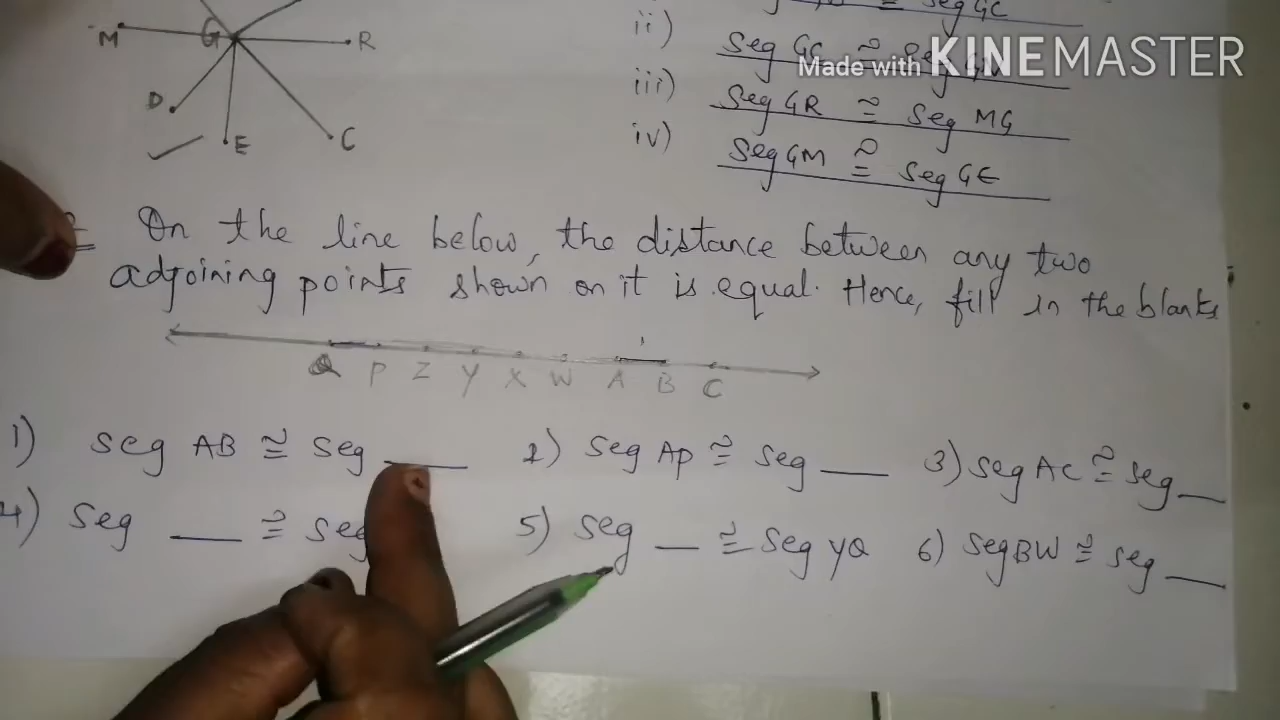 M G R
D E C
seg GC
ii) seg GC ≅
Made with KINEMASTER
iii) seg GR ≅ seg MG
iv) seg GM ≅ seg GE
On the line below, the distance between any two
adjoining points shown on it is equal. Hence, fill in the blanks
Q P Z Y X W A B C
1) seg AB ≅ seg ___ 2) seg AP ≅ seg ___ 3) seg AC ≅ seg ___
4) seg ___ ≅ seg 5) seg ___ ≅ seg YQ 6) seg BW ≅ seg ___